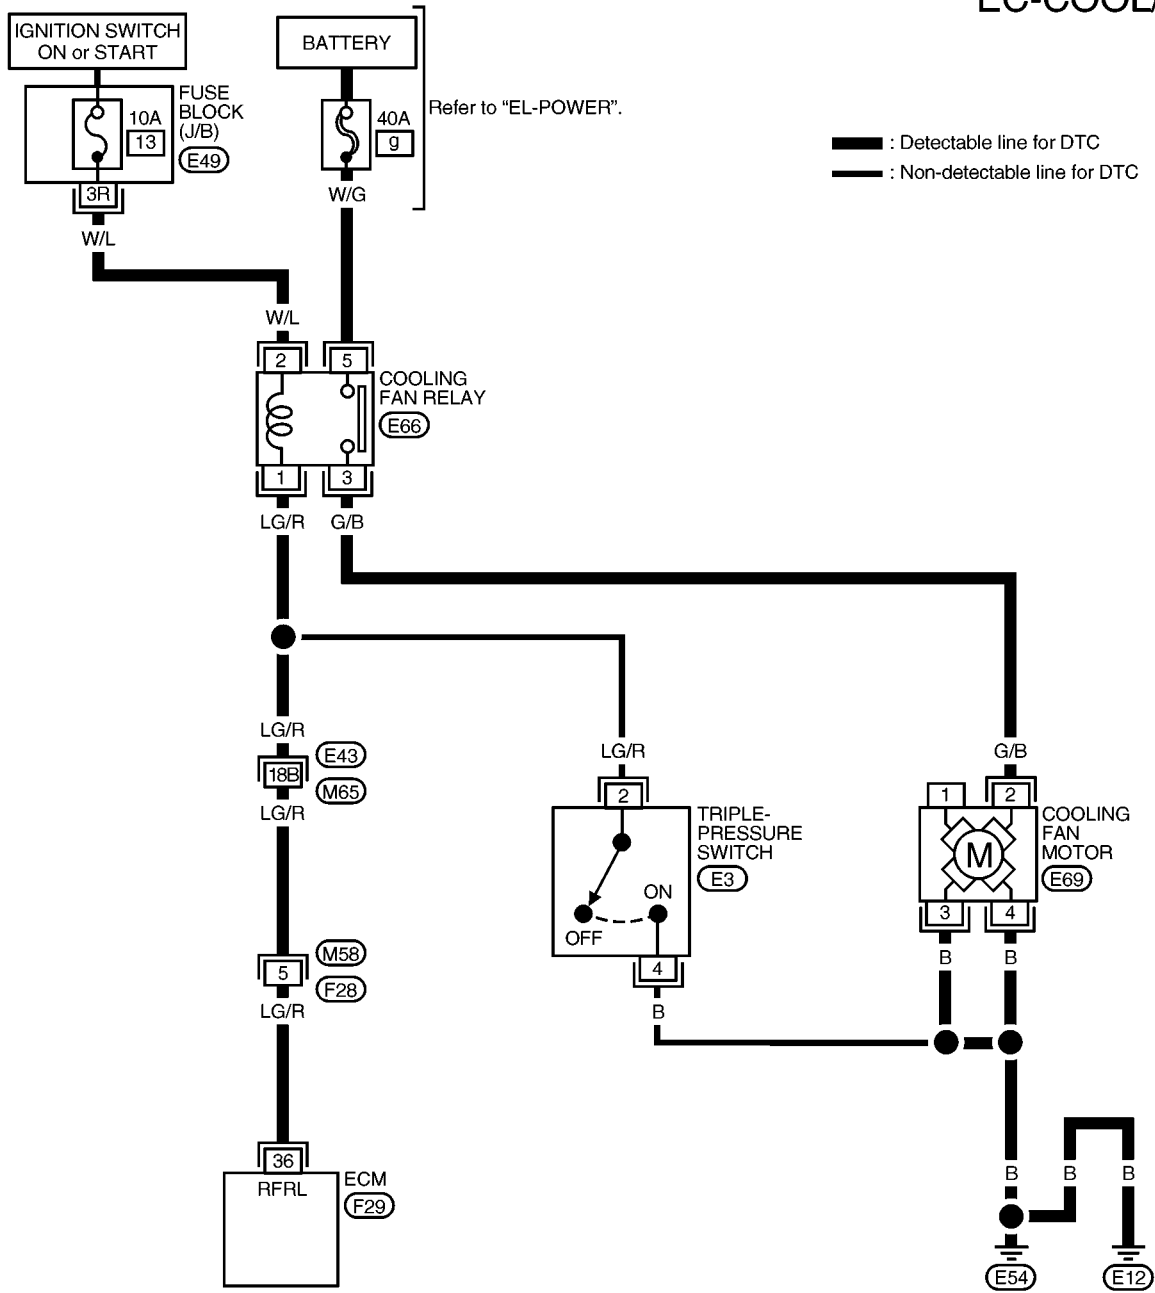 EC-COOL/
IGNITION SWITCH
ON or START
BATTERY
FUSE
BLOCK
(J/B)
E49
10A
13
40A
g
Refer to "EL-POWER".
: Detectable line for DTC
: Non-detectable line for DTC
3R
W/G
W/L
W/L
2
5
COOLING
FAN RELAY
E66
1
3
LG/R
G/B
LG/R
E43
18B
M65
LG/R
LG/R
G/B
2
1
2
TRIPLE-
PRESSURE
SWITCH
E3
COOLING
FAN
MOTOR
E69
M
ON
OFF
3
4
M58
5
F28
4
B
B
LG/R
B
36
RFRL
ECM
F29
B
B
B
E54
E12